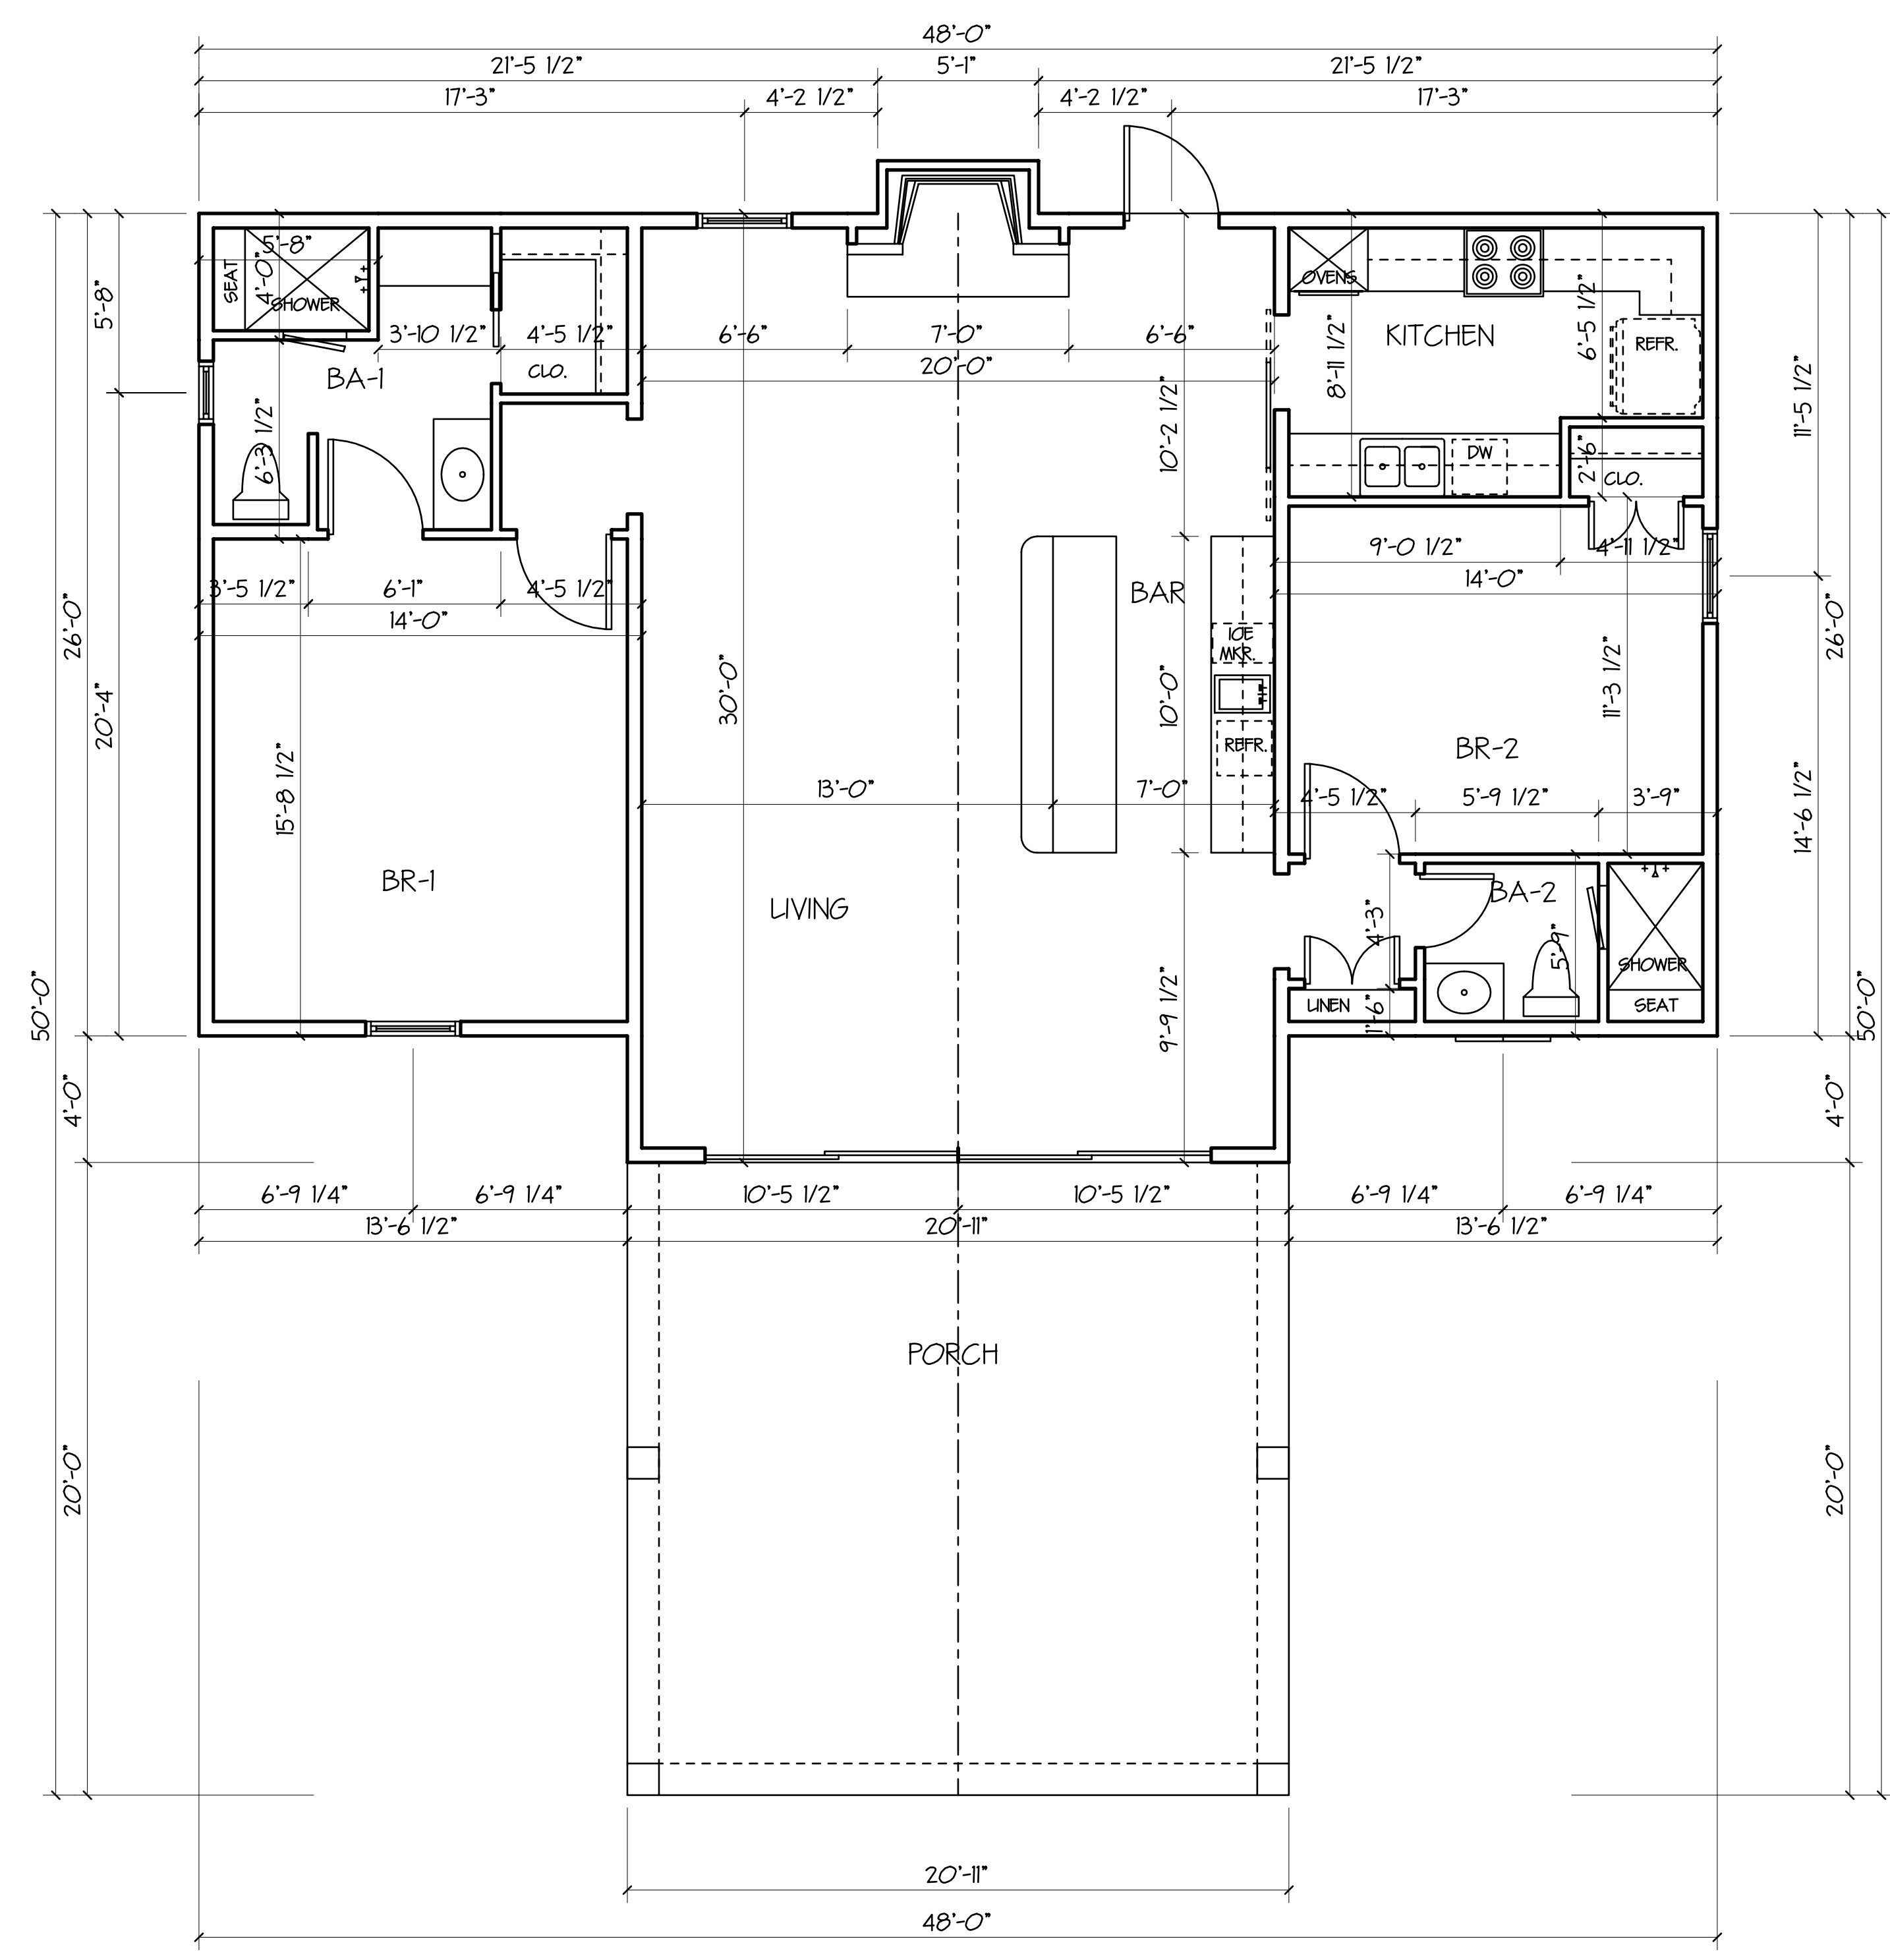 48'-0"
21'-5 1/2" 5'-1" 21'-5 1/2"
17'-3" 4'-2 1/2" 4'-2 1/2" 17'-3"
5'-8"
4'-0"
SEAT
SHOWER
OVENS
5'-8"
3'-10 1/2" 4'-5 1/2" 6'-6" 7'-0" 6'-6"
20'-0"
8'-11 1/2"
KITCHEN
6'-5 1/2"
REFR.
BA-1
CLO.
10'-2 1/2"
11'-5 1/2"
6'-3 1/2"
DW
2'-6"
CLO.
9'-0 1/2" 4'-11 1/2"
14'-0"
3'-5 1/2" 6'-1" 4'-5 1/2"
14'-0"
BAR
26'-0"
26'-0"
ICE
MKR.
20'-4"
30'-0"
10'-0"
11'-3 1/2"
REFR.
BR-2
15'-8 1/2"
13'-0" 7'-0"
4'-5 1/2" 5'-9 1/2" 3'-9"
14'-6 1/2"
BR-1
LIVING
BA-2
4'-3"
5'-9"
SHOWER
50'-0"
50'-0"
9'-9 1/2"
LINEN
1'-6"
SEAT
4'-0"
4'-0"
6'-9 1/4" 6'-9 1/4" 10'-5 1/2" 10'-5 1/2" 6'-9 1/4" 6'-9 1/4"
13'-6 1/2" 20'-11" 13'-6 1/2"
PORCH
20'-0"
20'-0"
20'-11"
48'-0"